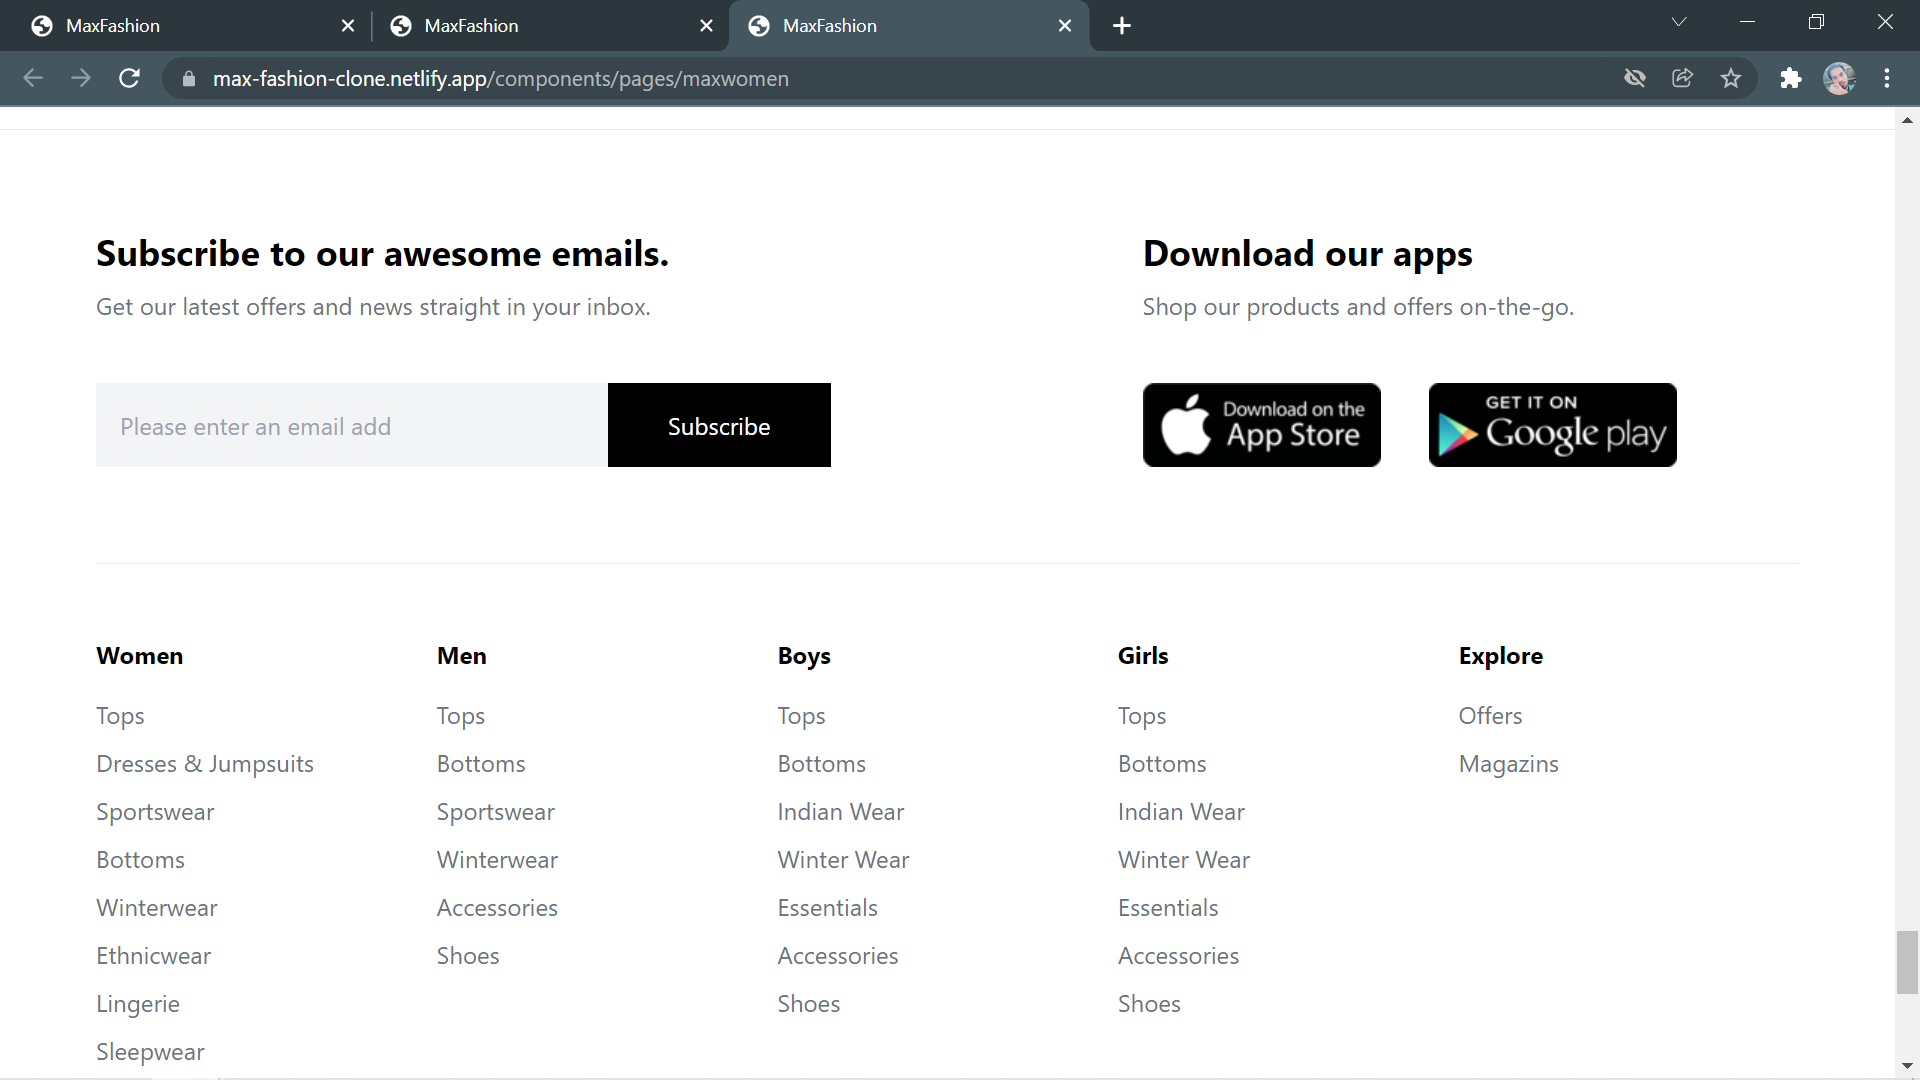 MaxFashion
MaxFashion
MaxFashion
max-fashion-clone.netlify.app/components/pages/maxwomen
Subscribe to our awesome emails.
Get our latest offers and news straight in your inbox.
Please enter an email add
Subscribe
Download our apps
Shop our products and offers on-the-go.
Download on the
App Store
GET IT ON
Google play
Women
Tops
Dresses & Jumpsuits
Sportswear
Bottoms
Winterwear
Ethnicwear
Lingerie
Sleepwear
Men
Tops
Bottoms
Sportswear
Winterwear
Accessories
Shoes
Boys
Tops
Bottoms
Indian Wear
Winter Wear
Essentials
Accessories
Shoes
Girls
Tops
Bottoms
Indian Wear
Winter Wear
Essentials
Accessories
Shoes
Explore
Offers
Magazins